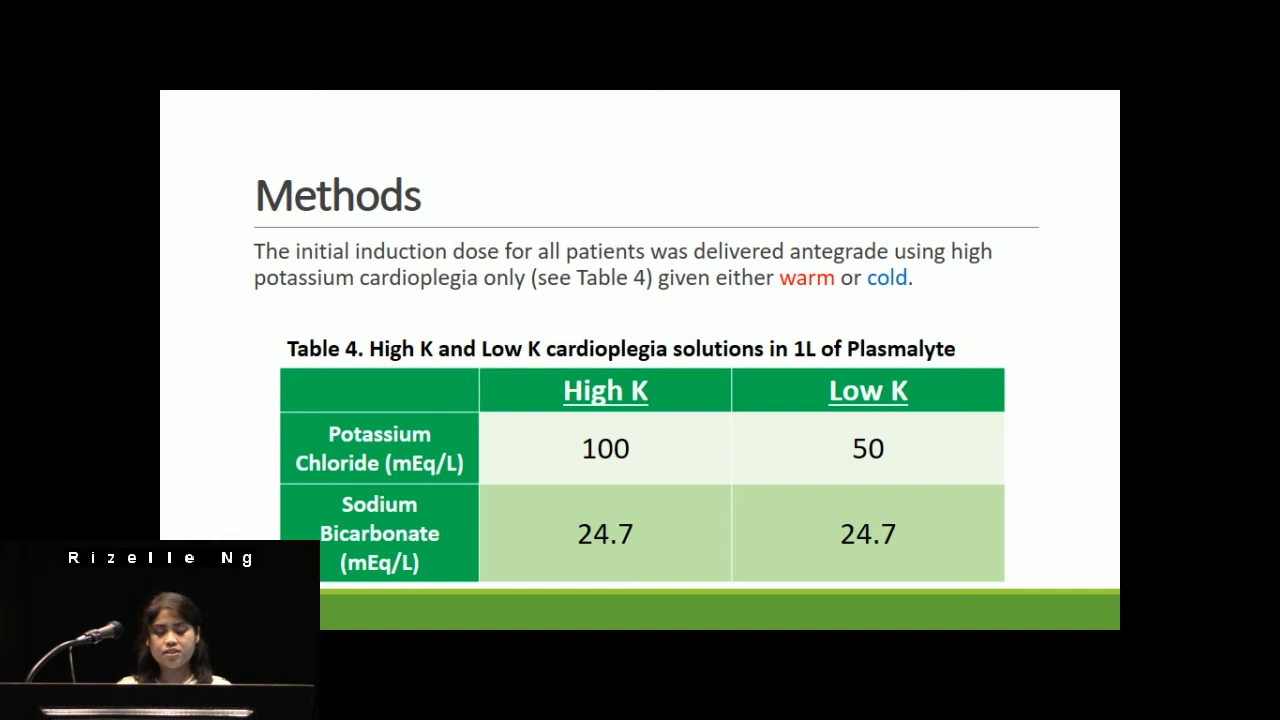 Methods
The initial induction dose for all patients was delivered antegrade using high
potassium cardioplegia only (see Table 4) given either warm or cold.
Table 4. High K and Low K cardioplegia solutions in 1L of Plasmalyte
High K Low K
Potassium
Chloride (mEq/L) 100 50
Sodium
Bicarbonate
(mEq/L) 24.7 24.7
Rizelle Ng